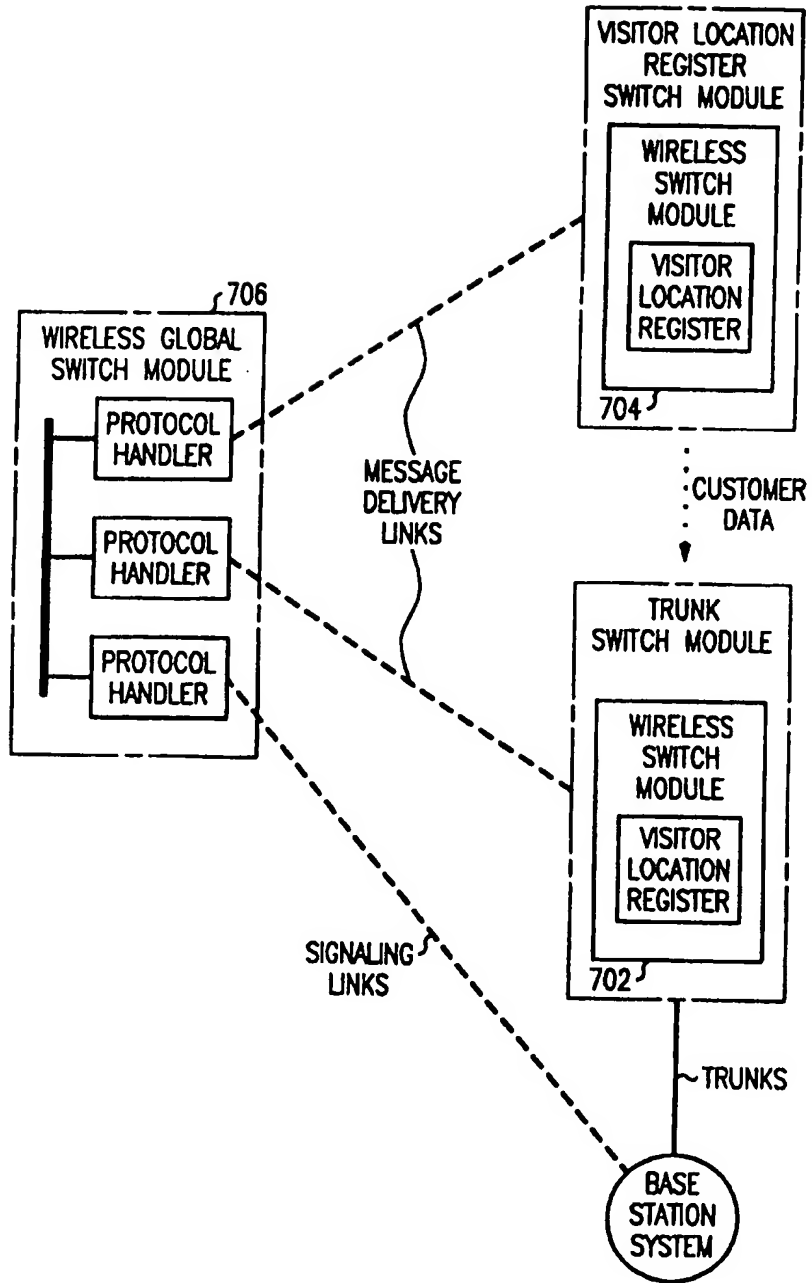 VISITOR LOCATION
REGISTER
SWITCH MODULE
WIRELESS
SWITCH
MODULE
VISITOR
LOCATION
REGISTER
704
706
WIRELESS GLOBAL
SWITCH MODULE
PROTOCOL
HANDLER
PROTOCOL
HANDLER
PROTOCOL
HANDLER
MESSAGE
DELIVERY
LINKS
CUSTOMER
DATA
TRUNK
SWITCH MODULE
WIRELESS
SWITCH
MODULE
VISITOR
LOCATION
REGISTER
702
SIGNALING
LINKS
TRUNKS
BASE
STATION
SYSTEM